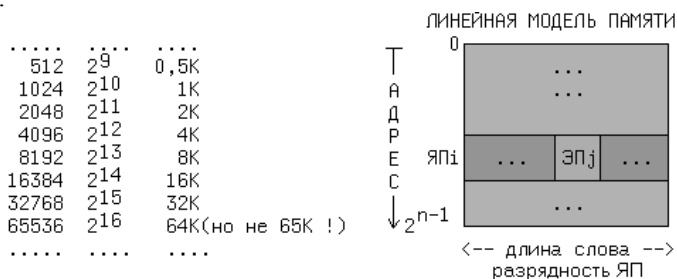 .
..... .... ....
512 2^9 0,5K
1024 2^10 1K
2048 2^11 2K
4096 2^12 4K
8192 2^13 8K
16384 2^14 16K
32768 2^15 32K
65536 2^16 64K(но не 65K !)
..... .... ....
ЛИНЕЙНАЯ МОДЕЛЬ ПАМЯТИ
0
...
...
АДРЕС
ЯПi ... ЭПj ...
...
2^n-1
<-- длина слова -->
разрядность ЯП